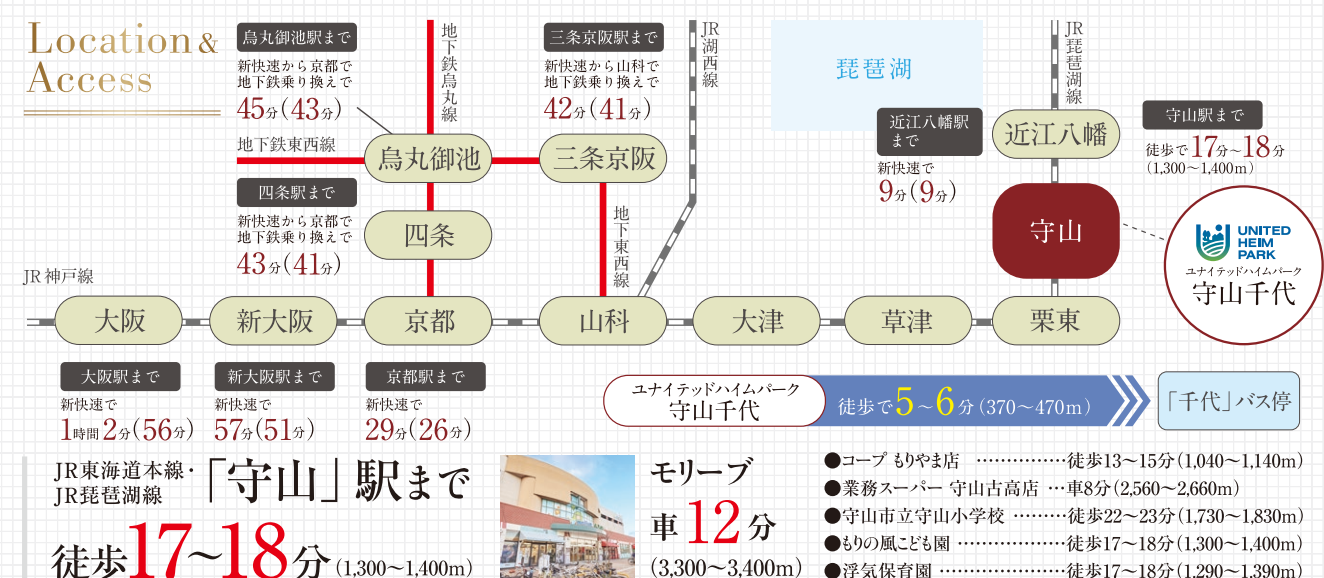 Location &
Access
烏丸御池駅まで
新快速から京都で
地下鉄乗り換えで
45分(43分)
地下鉄烏丸線
三条京阪駅まで
新快速から山科で
地下鉄乗り換えで
42分(41分)
JR湖西線
琵琶湖
JR琵琶湖線
近江八幡駅
まで
新快速で
9分(9分)
近江八幡
守山駅まで
徒歩で17分~18分
(1,300~1,400m)
地下鉄東西線
烏丸御池
三条京阪
四条駅まで
新快速から京都で
地下鉄乗り換えで
43分(41分)
四条
地下東西線
守山
UNITED
HEIM
PARK
ユナイテッドハイムパーク
守山千代
JR神戸線
大阪
新大阪
京都
山科
大津
草津
栗東
大阪駅まで
新快速で
1時間2分(56分)
新大阪駅まで
新快速で
57分(51分)
京都駅まで
新快速で
29分(26分)
ユナイテッドハイムパーク
守山千代
徒歩で5~6分(370~470m)
「千代」バス停
JR東海道本線・
JR琵琶湖線
「守山」駅まで
徒歩17~18分(1,300~1,400m)
モリーブ
車12分
(3,300~3,400m)
●コープ もりやま店 ……………徒歩13~15分(1,040~1,140m)
●業務スーパー 守山古高店 …車8分(2,560~2,660m)
●守山市立守山小学校 ………徒歩22~23分(1,730~1,830m)
●もりの風こども園 ………………徒歩17~18分(1,300~1,400m)
●浮気保育園 …………………徒歩17~18分(1,290~1,390m)